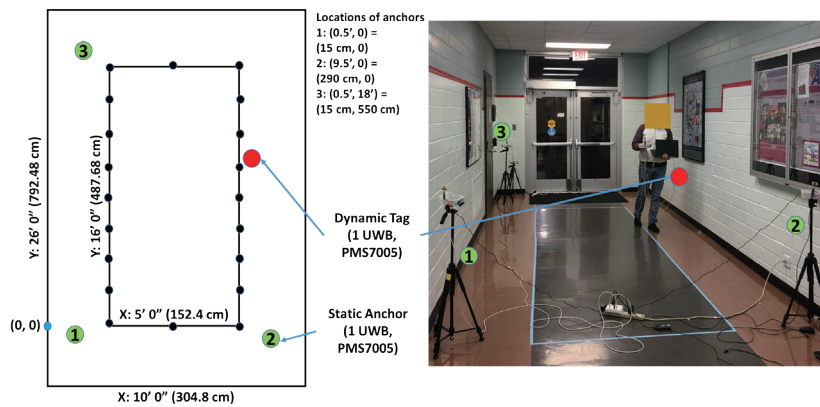 3
Y: 26' 0” (792.48 cm)
Y: 16' 0” (487.68 cm)
X: 5' 0” (152.4 cm)
(0, 0)
1
2
X: 10' 0” (304.8 cm)
Locations of anchors
1: (0.5', 0) =
(15 cm, 0)
2: (9.5', 0) =
(290 cm, 0)
3: (0.5', 18') =
(15 cm, 550 cm)
Dynamic Tag
(1 UWB,
PMS7005)
Static Anchor
(1 UWB,
PMS7005)
EXIT
3
1
2